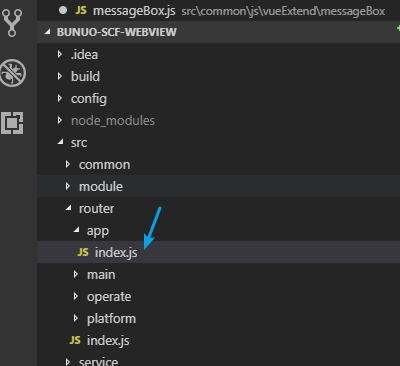 JS messageBox.js src\common\js\vueExtend\messageBox
BUNUO-SCF-WEBVIEW
.idea
build
config
node_modules
src
common
module
router
app
JS index.js
main
operate
platform
JS index.js
service